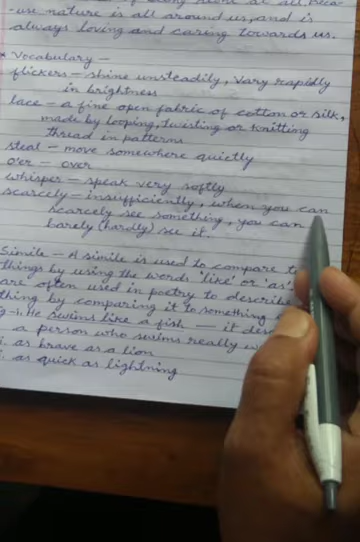 -use nature is all around us, and is
always loving and caring towards us.
* Vocabulary –
flickers – shine unsteadily, vary rapidly
in brightness
lace – a fine open fabric of cotton or silk,
made by looping, twisting or knitting
thread in patterns
steal – move somewhere quietly
o'er – over
whisper – speak very softly
scarcely – insufficiently, when you can
scarcely see something, you can
barely (hardly) see it.
Simile – A simile is used to compare
things by using the words 'like' or 'as'.
are often used in poetry to describe
thing by comparing it to something
He swims like a fish – it
a person who swims really
as brave as a lion
as quick as lightning